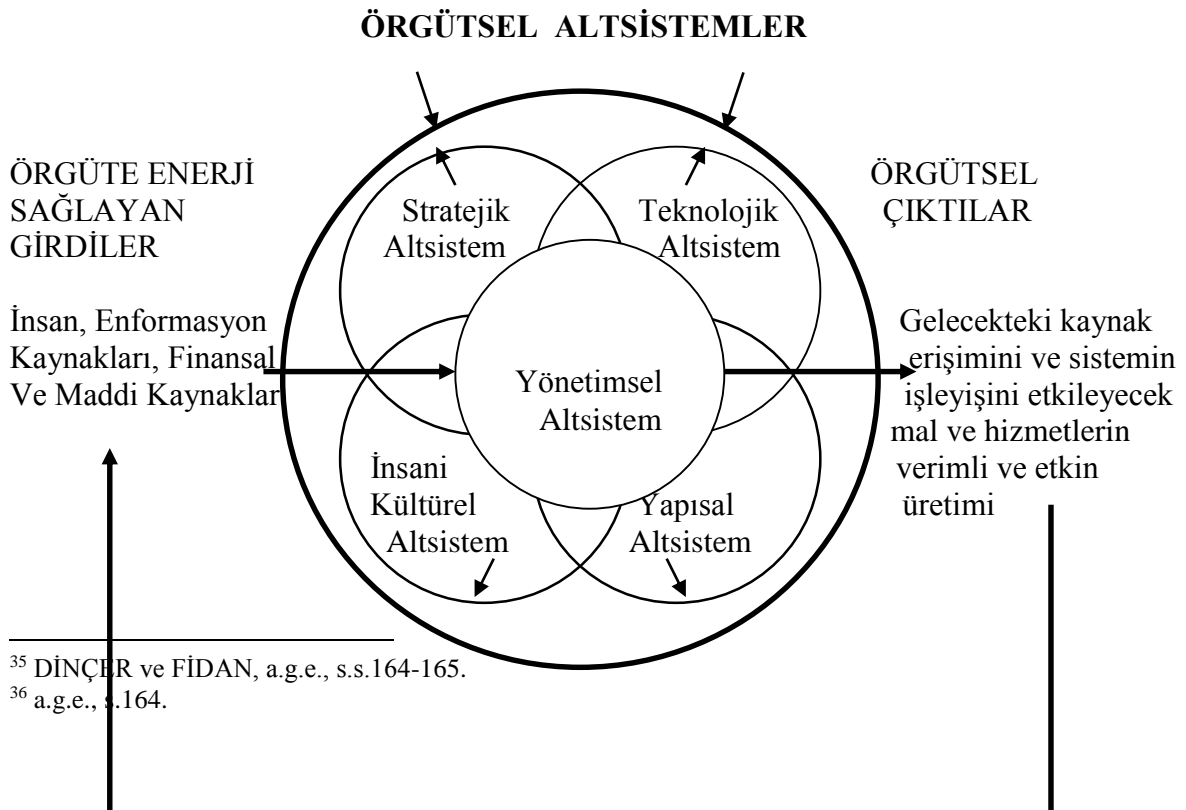 ÖRGÜTSEL ALTSİSTEMLER
ÖRGÜTE ENERJİ
SAĞLAYAN
GİRDİLER
İnsan, Enformasyon
Kaynakları, Finansal
Ve Maddi Kaynaklar
Stratejik
Altsistem
Teknolojik
Altsistem
Yönetimsel
Altsistem
İnsani
Kültürel
Altsistem
Yapısal
Altsistem
ÖRGÜTSEL
ÇIKTILAR
Gelecekteki kaynak
erişimini ve sistemin
işleyişini etkileyecek
mal ve hizmetlerin
verimli ve etkin
üretimi
35 DİNÇER ve FİDAN, a.g.e., s.s.164-165.
36 a.g.e., s.164.